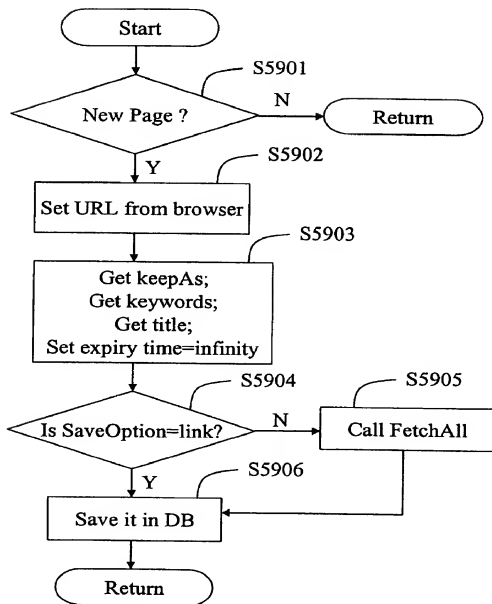 Start
S5901
New Page ?
N
Return
Y
S5902
Set URL from browser
S5903
Get keepAs;
Get keywords;
Get title;
Set expiry time=infinity
S5904
Is SaveOption=link?
N
S5905
Call FetchAll
Y
S5906
Save it in DB
Return